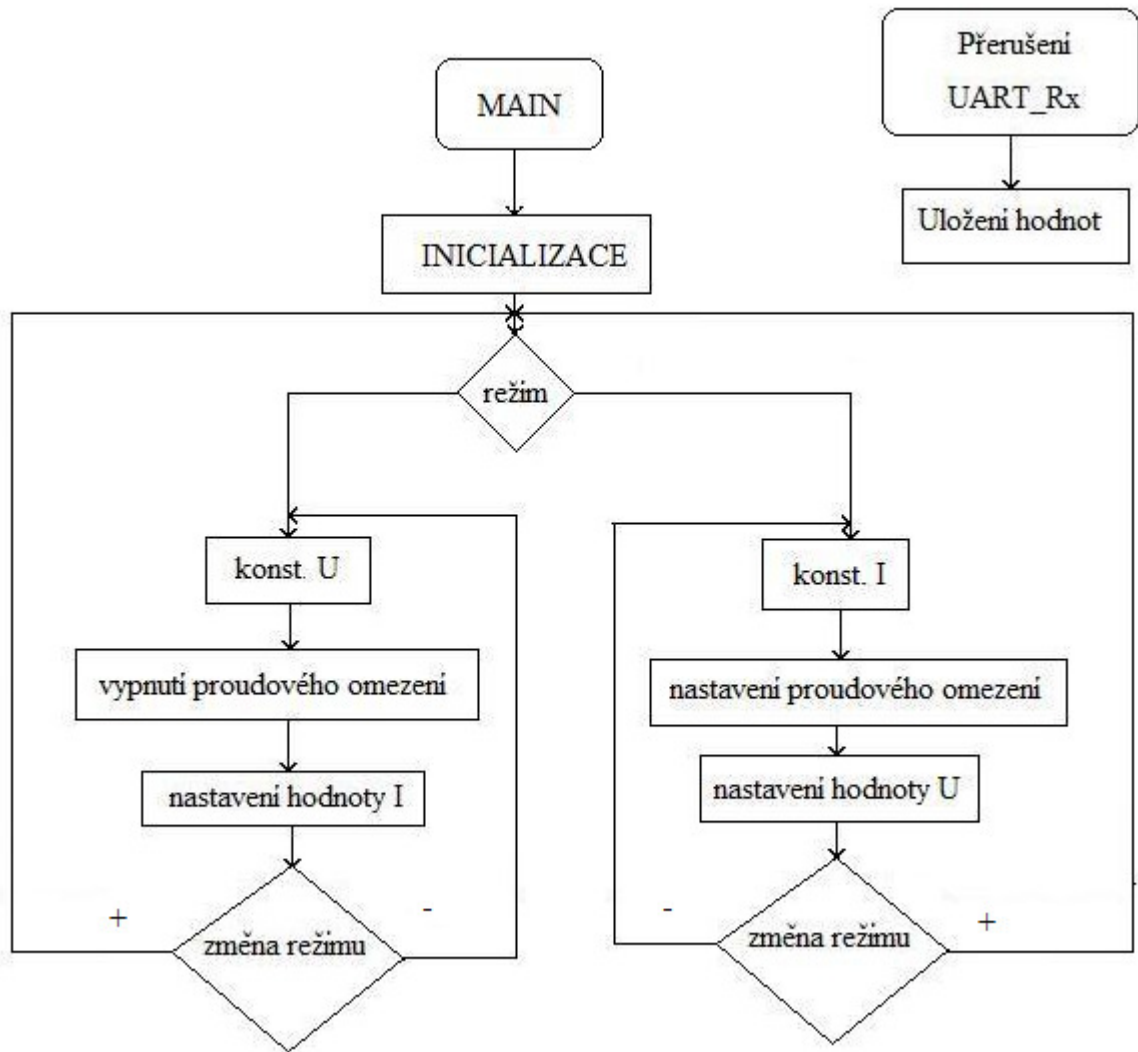 MAIN
Přerušení
UART_Rx
INICIALIZACE
Uložení hodnot
režim
konst. U
vypnutí proudového omezení
nastavení hodnoty I
změna režimu
+
-
konst. I
nastavení proudového omezení
nastavení hodnoty U
změna režimu
-
+